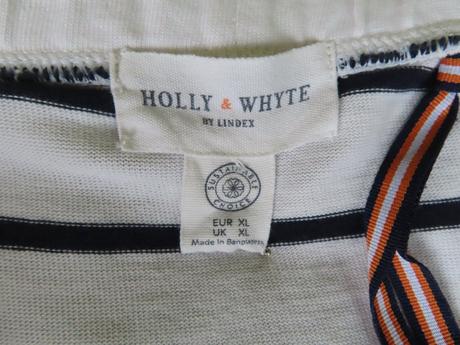 HOLLY & WHYTE
BY LINDEX
SUSTAINABLE
CHOICE
EUR XL
UK XL
Made in Bangladesh